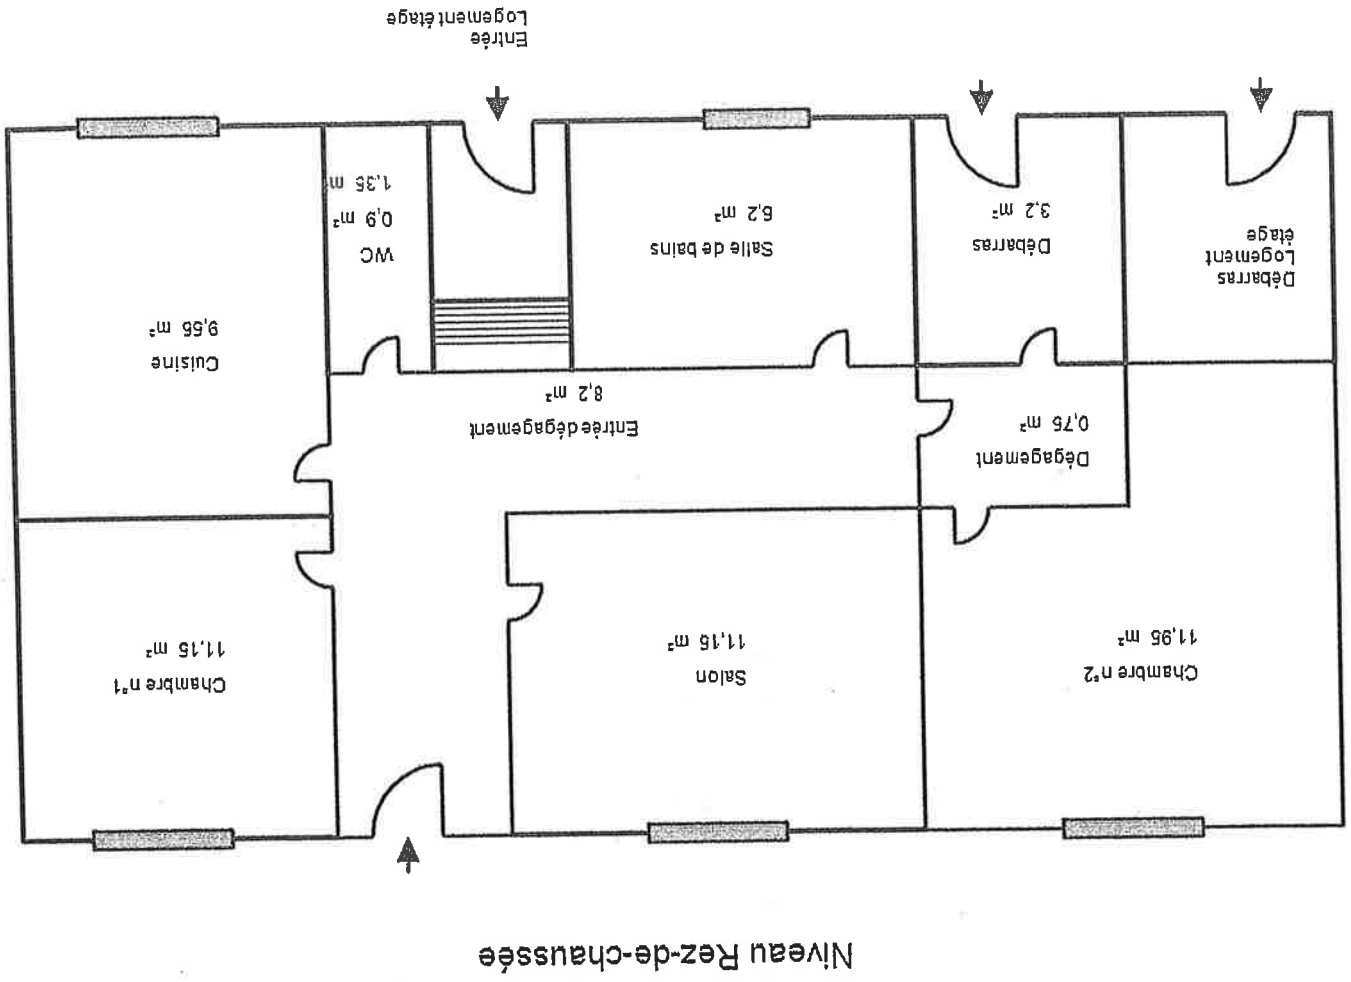 Niveau Rez-de-chaussée
Chambre n°2
11,95 m²
Salon
11,15 m²
Chambre n°1
11,15 m²
Dégagement
0,75 m²
Entrée dégagement
8,2 m²
Cuisine
9,55 m²
Débarras
Logement
étage
Débarras
3,2 m²
Salle de bains
5,2 m²
WC
0,9 m²
1,35 m
Entrée
Logement étage